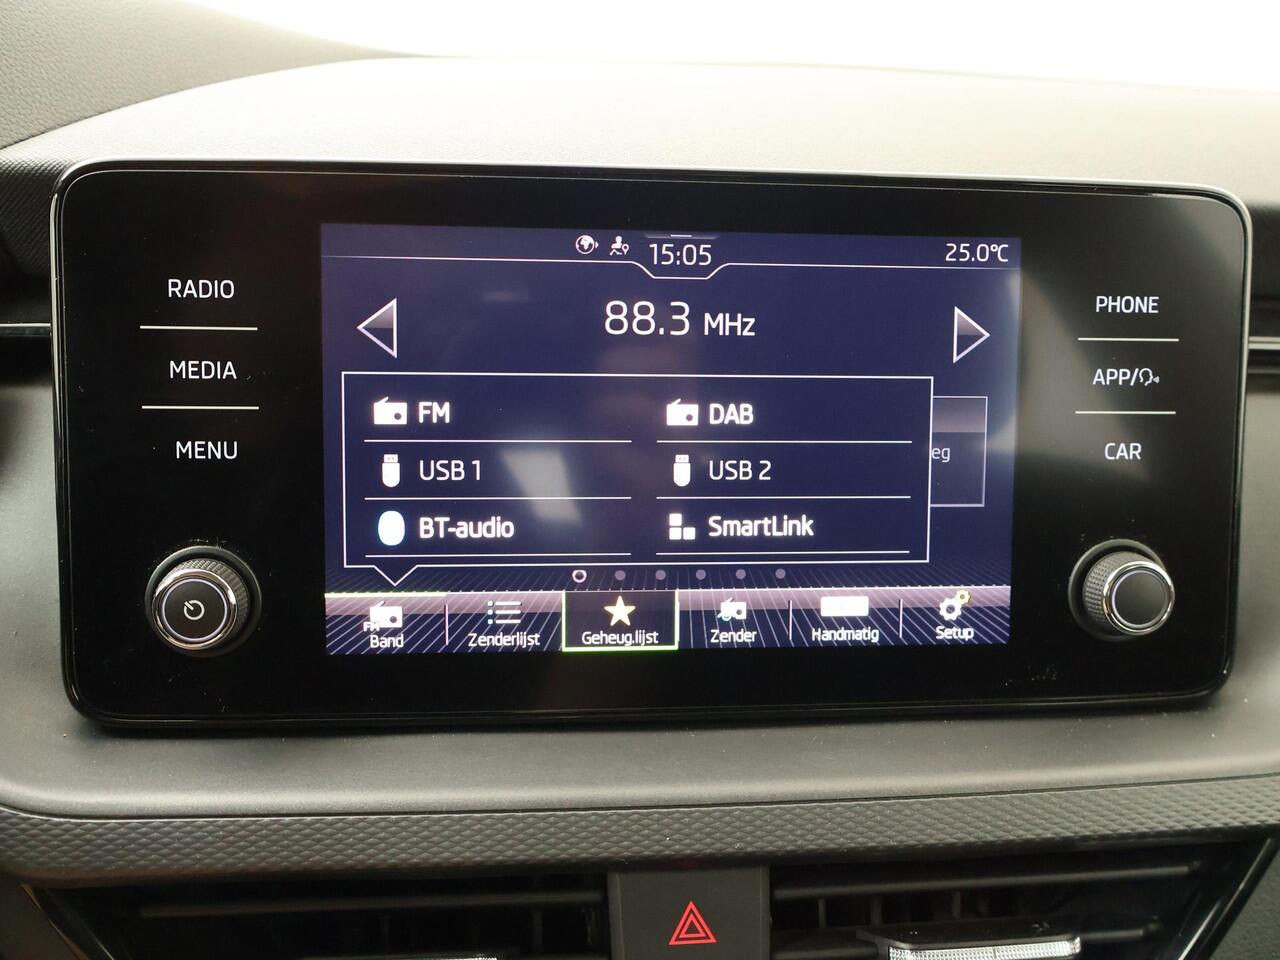 15:05
25.0°C
RADIO
MEDIA
MENU
88.3 MHz
FM
DAB
USB 1
USB 2
BT-audio
SmartLink
eg
PHONE
APP/
CAR
FM
Band
Zenderlijst
Geheug.lijst
Zender
Handmatig
Setup